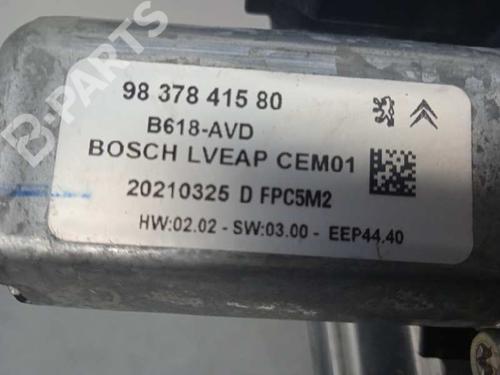 B-PARTS
98 378 415 80
B618-AVD
BOSCH LVEAP CEM01
20210325 D FPC5M2
HW:02.02 - SW:03.00 - EEP44.40